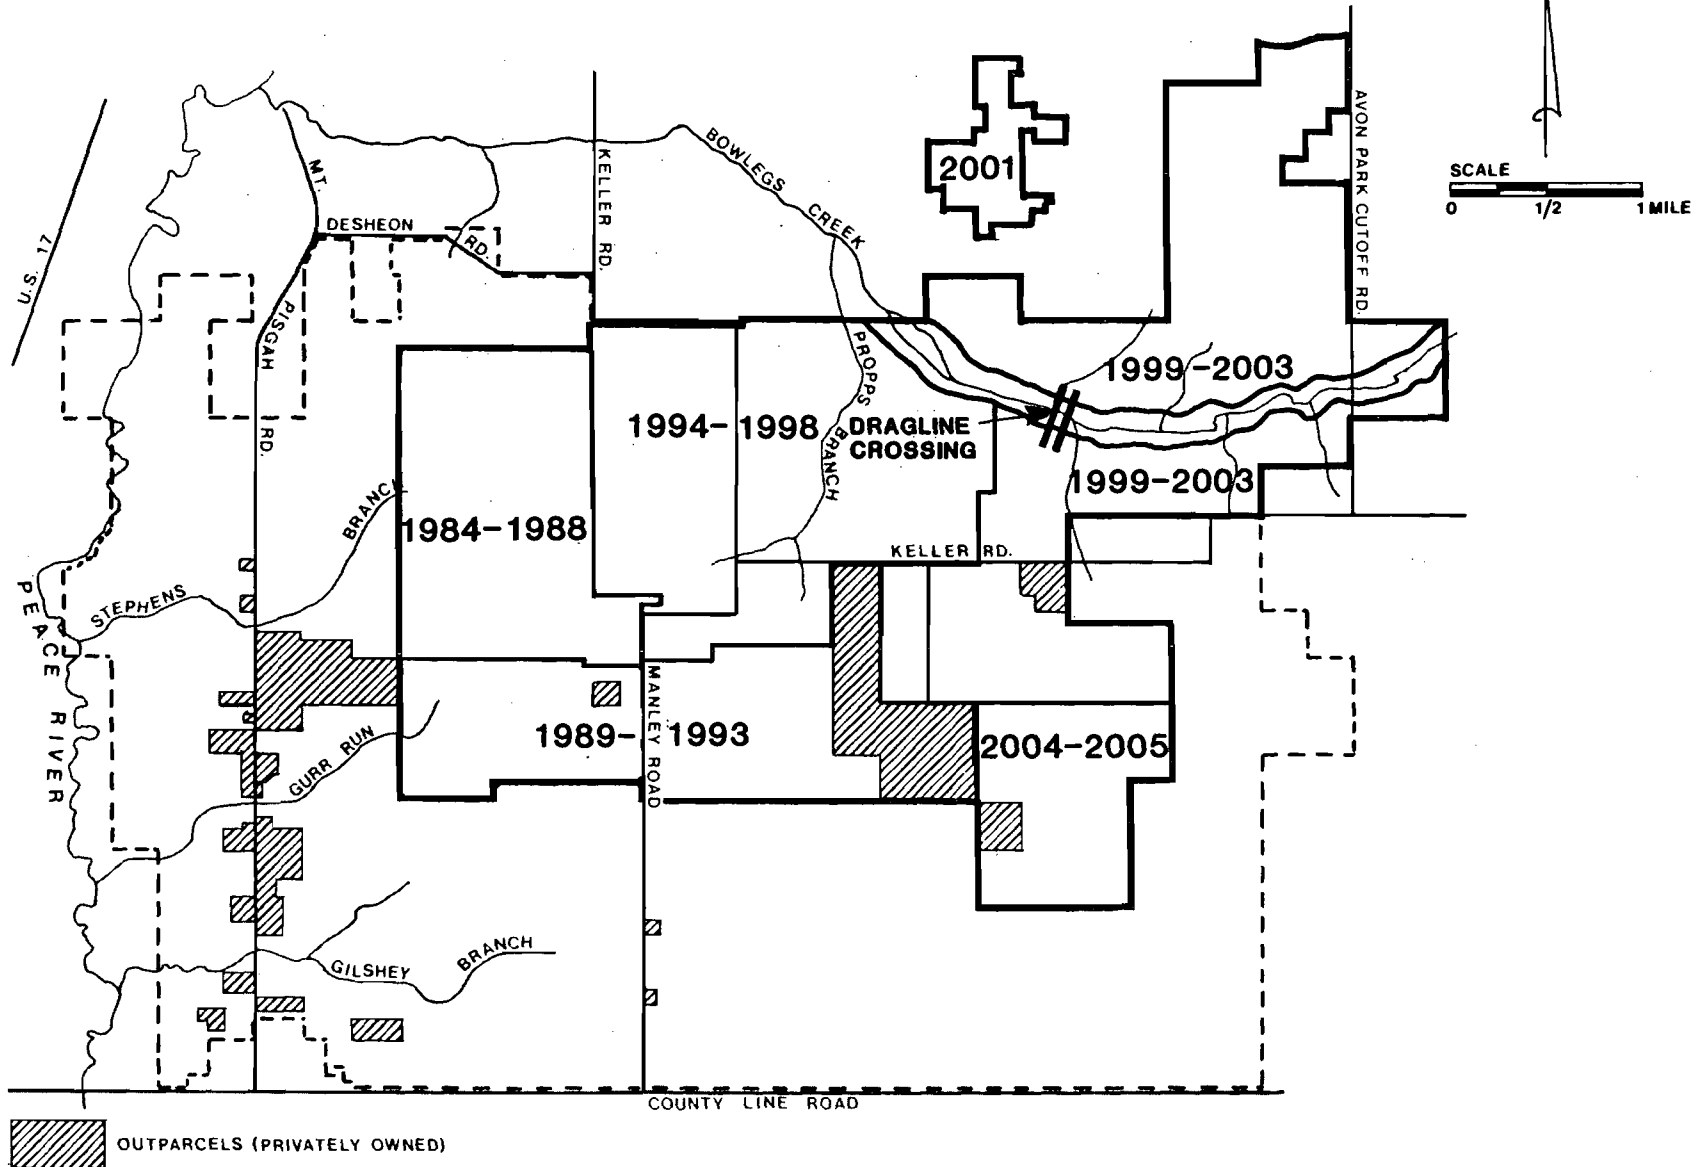 U.S. 17
MT.
PISGAH
RD.
DESHEON
RD.
KELLER RD.
BOWLEGS
CREEK
2001
AVON PARK CUTOFF RD.
SCALE
0 1/2 1 MILE
PROPPS
BRANCH
1999-2003
1994-1998
DRAGLINE
CROSSING
1999-2003
1984-1988
KELLER RD.
STEPHENS
BRANCH
PEACE RIVER
MANLEY ROAD
1989-1993
2004-2005
GURR RUN
GILSHEY
BRANCH
COUNTY LINE ROAD
OUTPARCELS (PRIVATELY OWNED)